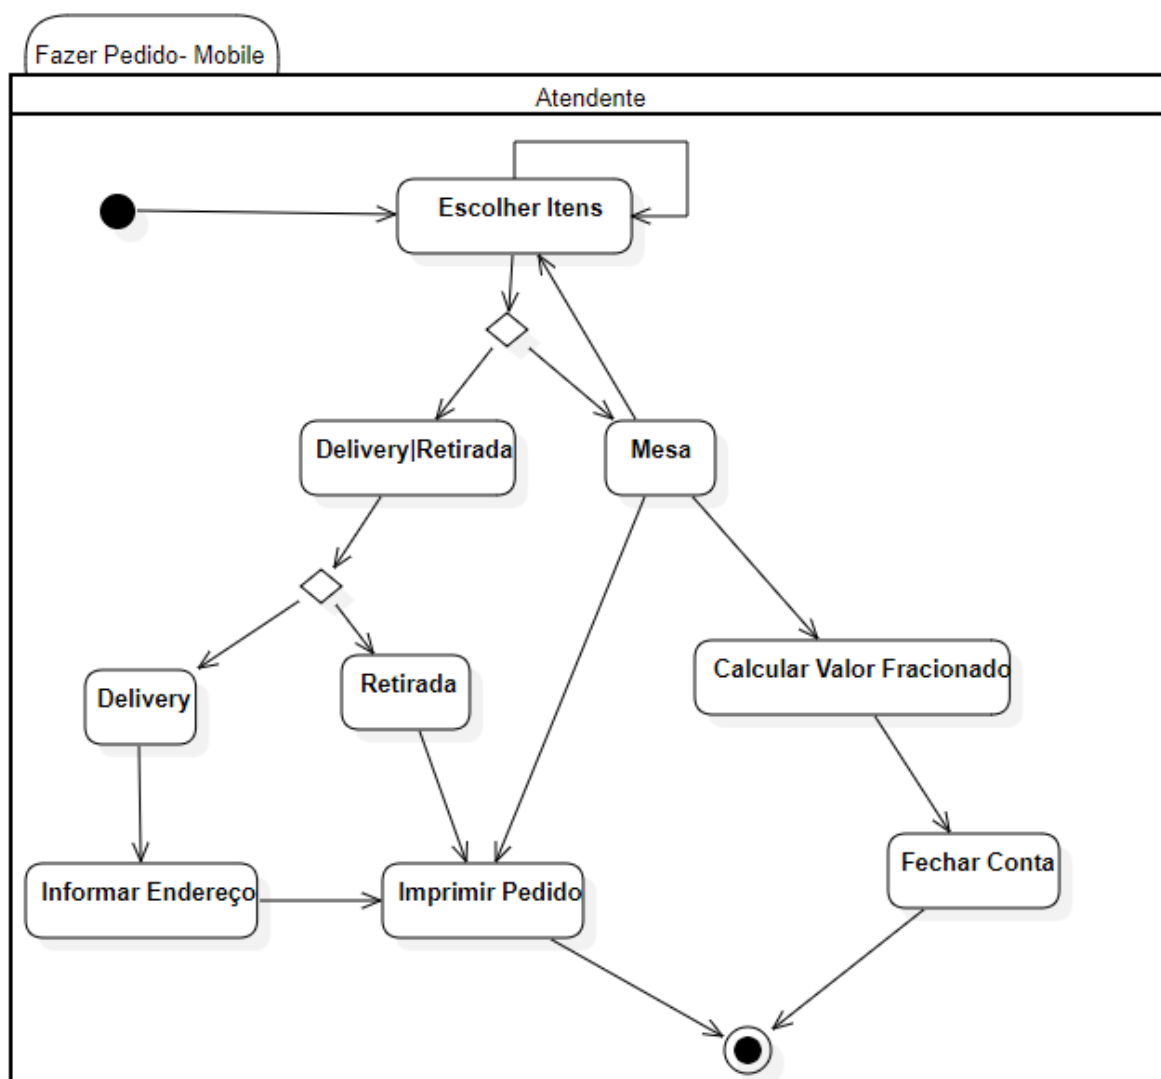 Fazer Pedido- Mobile
Atendente
Escolher Itens
Delivery|Retirada
Mesa
Delivery
Retirada
Calcular Valor Fracionado
Informar Endereço
Imprimir Pedido
Fechar Conta